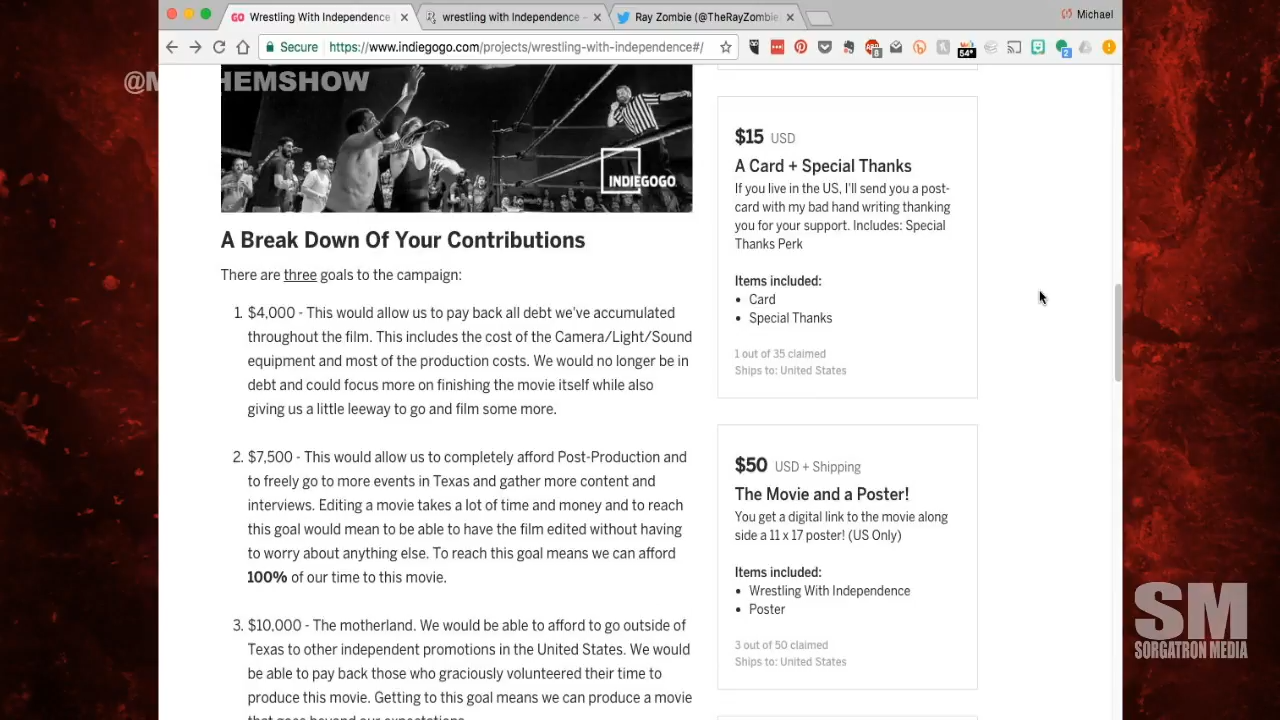 Wrestling With Independence
wrestling with Independence -
Ray Zombie (@TheRayZombie
Michael
Secure
https://www.indiegogo.com/projects/wrestling-with-independence#/
8
54°
2
HEMSHOW
INDIEGOGO
A Break Down Of Your Contributions
There are three goals to the campaign:
1. $4,000 - This would allow us to pay back all debt we've accumulated
throughout the film. This includes the cost of the Camera/Light/Sound
equipment and most of the production costs. We would no longer be in
debt and could focus more on finishing the movie itself while also
giving us a little leeway to go and film some more.
2. $7,500 - This would allow us to completely afford Post-Production and
to freely go to more events in Texas and gather more content and
interviews. Editing a movie takes a lot of time and money and to reach
this goal would mean to be able to have the film edited without having
to worry about anything else. To reach this goal means we can afford
100% of our time to this movie.
3. $10,000 - The motherland. We would be able to afford to go outside of
Texas to other independent promotions in the United States. We would
be able to pay back those who graciously volunteered their time to
produce this movie. Getting to this goal means we can produce a movie
that goes beyond our expectations.
$15 USD
A Card + Special Thanks
If you live in the US, I'll send you a post-
card with my bad hand writing thanking
you for your support. Includes: Special
Thanks Perk
Items included:
• Card
• Special Thanks
1 out of 35 claimed
Ships to: United States
$50 USD + Shipping
The Movie and a Poster!
You get a digital link to the movie along
side a 11 x 17 poster! (US Only)
Items included:
• Wrestling With Independence
• Poster
3 out of 50 claimed
Ships to: United States
SM
SORGATRON MEDIA